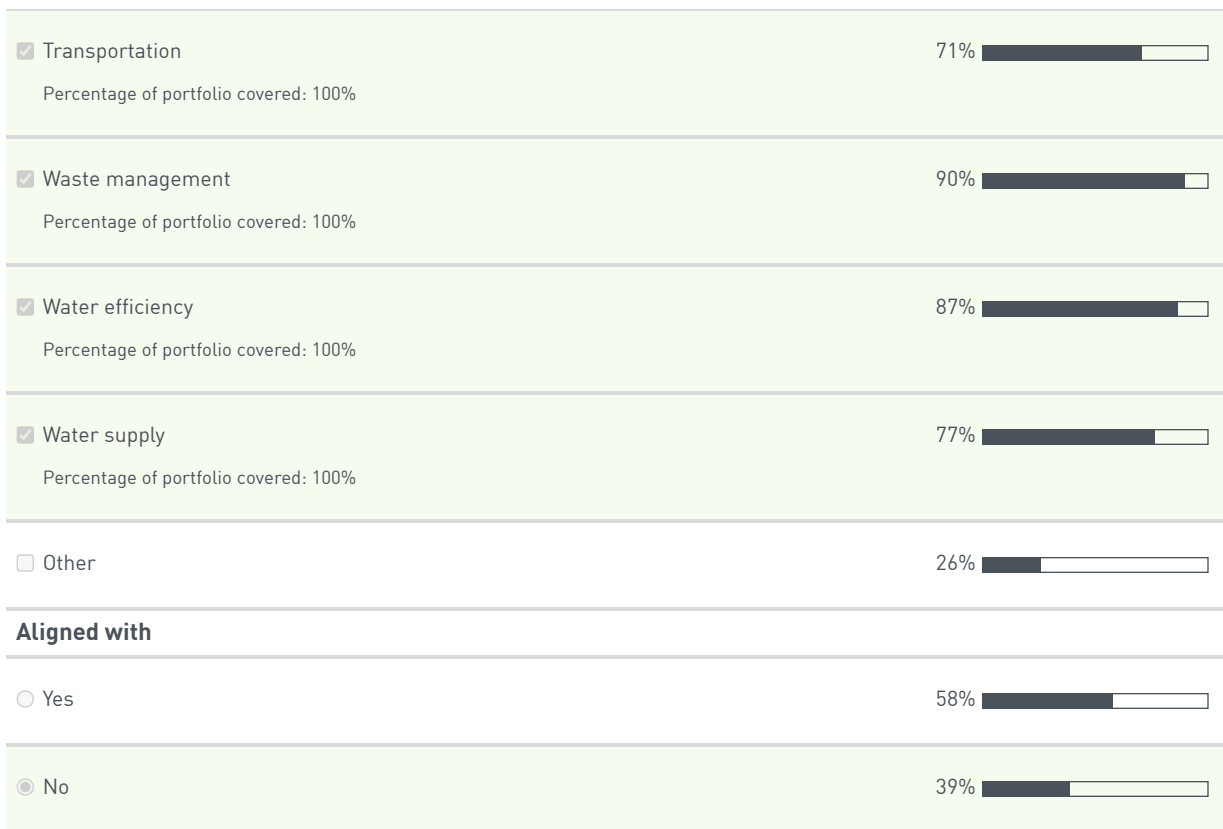 Transportation 71%
Percentage of portfolio covered: 100%
Waste management 90%
Percentage of portfolio covered: 100%
Water efficiency 87%
Percentage of portfolio covered: 100%
Water supply 77%
Percentage of portfolio covered: 100%
Other 26%
Aligned with
Yes 58%
No 39%